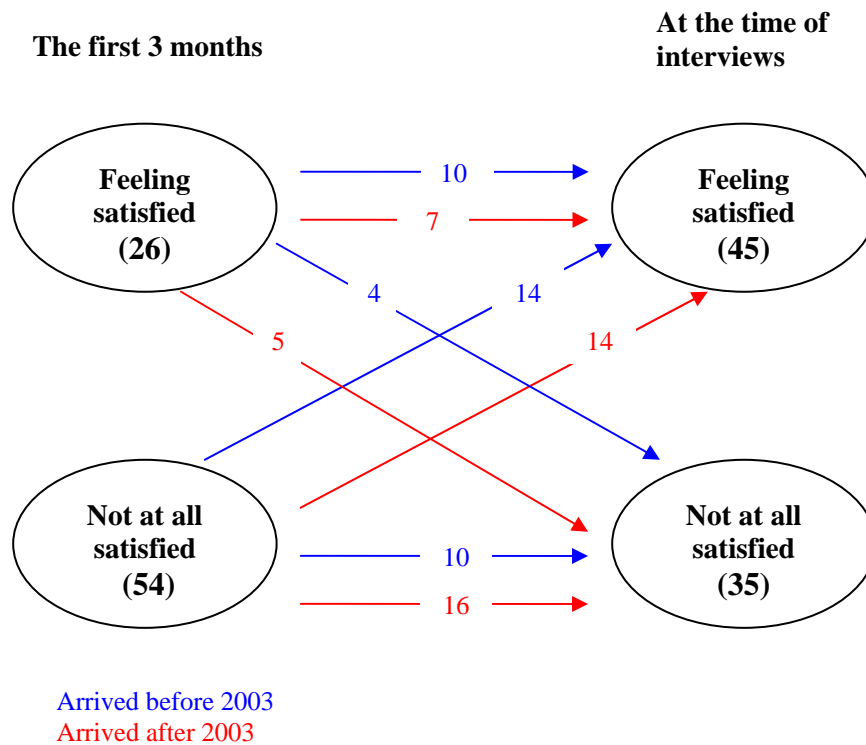 The first 3 months
At the time of
interviews
Feeling
satisfied
(26)
10
7
4
14
5
14
Feeling
satisfied
(45)
Not at all
satisfied
(54)
10
16
Not at all
satisfied
(35)
Arrived before 2003
Arrived after 2003